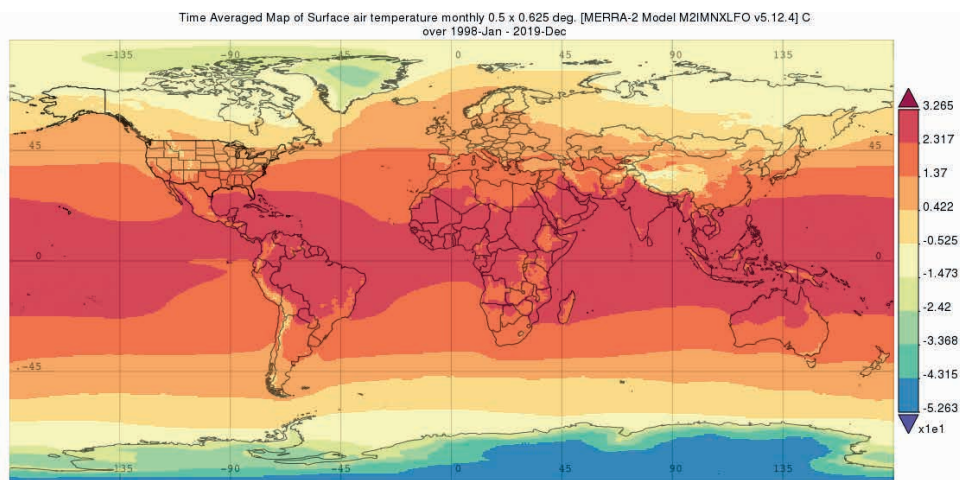 Time Averaged Map of Surface air temperature monthly 0.5 x 0.625 deg. [MERRA-2 Model M2IMNXLFO v5.12.4] C
over 1998-Jan - 2019-Dec
-135 -90 -45 0 45 90 135
45 45
0 0
-45 -45
-135 -90 -45 0 45 90 135
3.265
2.317
1.37
0.422
-0.525
-1.473
-2.42
-3.368
-4.315
-5.263
x1e1